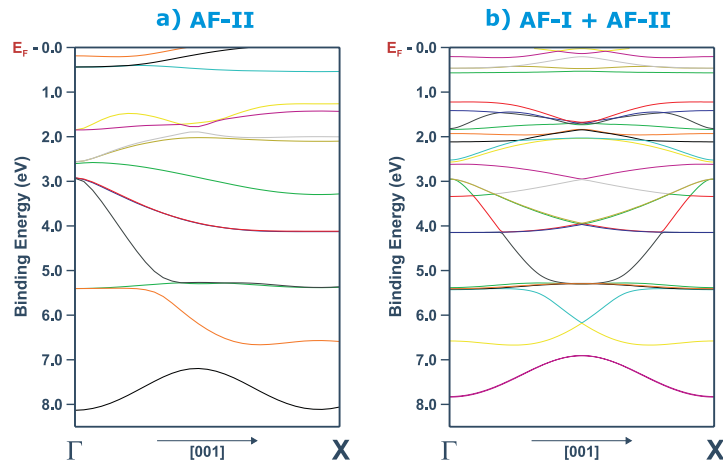 a) AF-II
E_F - 0.0
1.0
2.0
3.0
4.0
5.0
6.0
7.0
8.0
Binding Energy (eV)
Γ
[001]
X
b) AF-I + AF-II
E_F - 0.0
1.0
2.0
3.0
4.0
5.0
6.0
7.0
8.0
Binding Energy (eV)
Γ
[001]
X